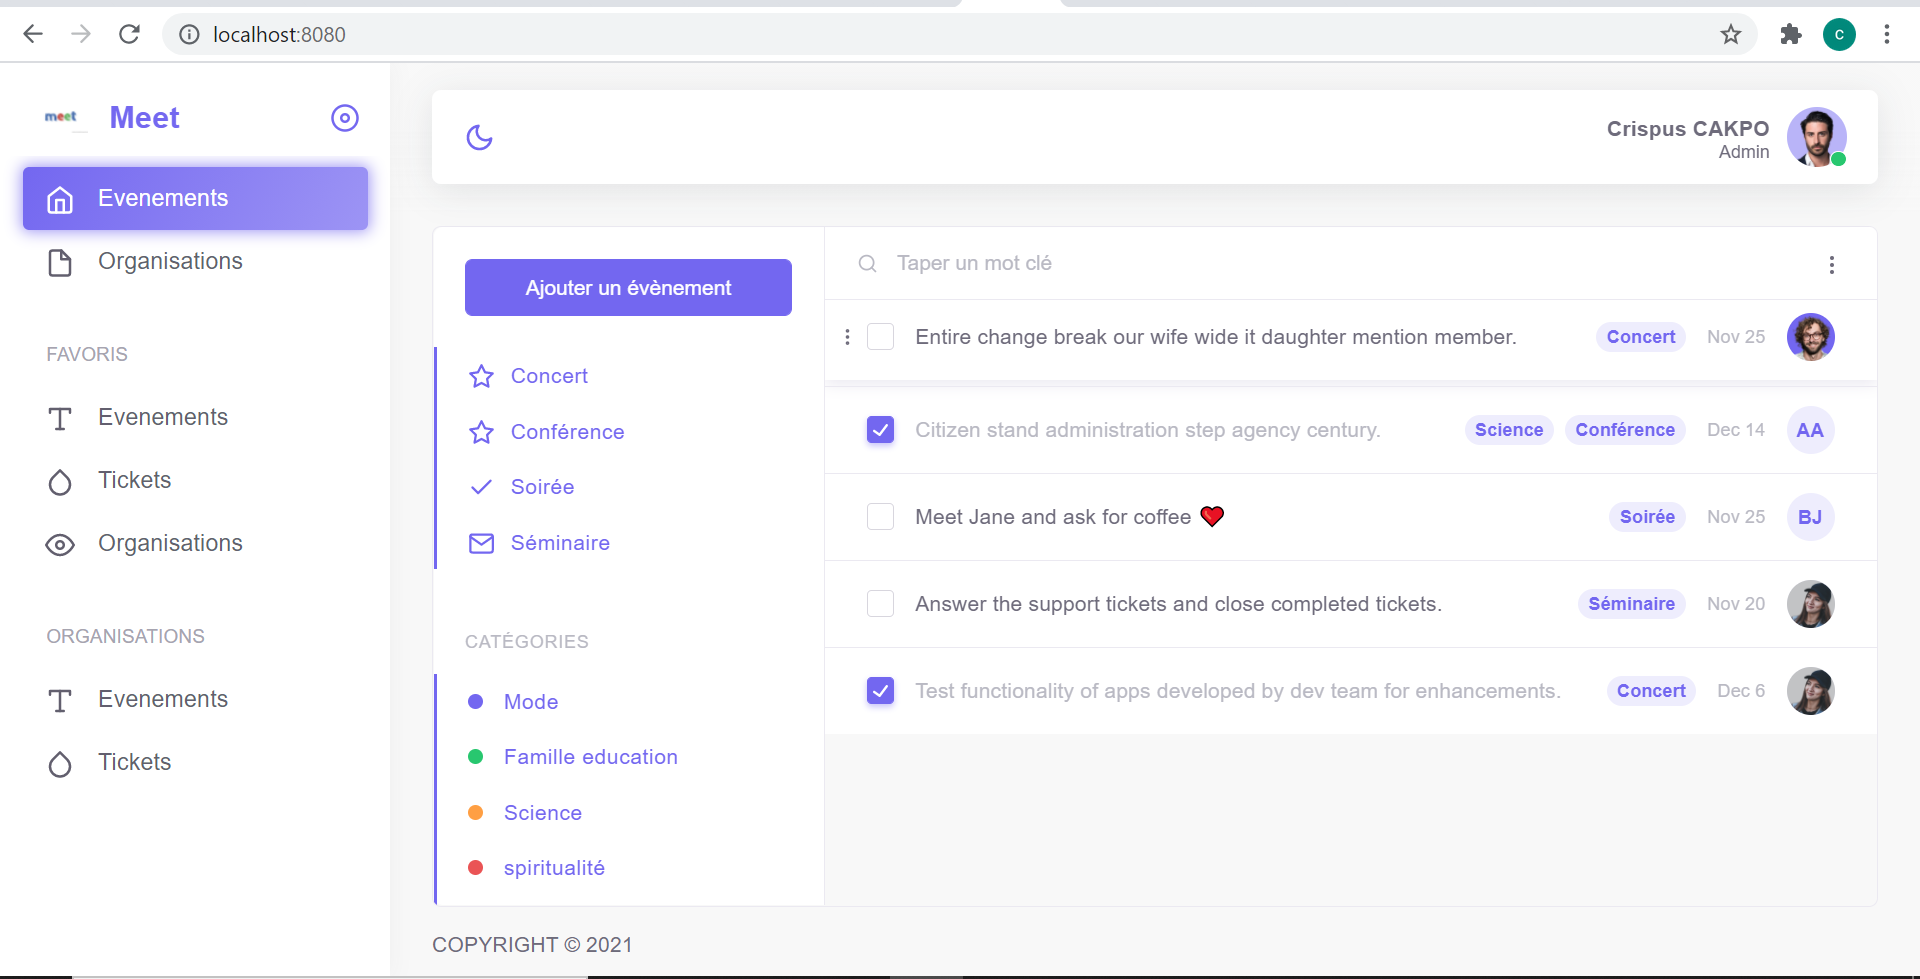 localhost:8080
C
meet
Meet
Evenements
Organisations
FAVORIS
Evenements
Tickets
Organisations
ORGANISATIONS
Evenements
Tickets
Crispus CAKPO
Admin
Ajouter un évènement
Concert
Conférence
Soirée
Séminaire
CATÉGORIES
Mode
Famille education
Science
spiritualité
Taper un mot clé
Entire change break our wife wide it daughter mention member. Concert Nov 25
Citizen stand administration step agency century. Science Conférence Dec 14 AA
Meet Jane and ask for coffee ❤️ Soirée Nov 25 BJ
Answer the support tickets and close completed tickets. Séminaire Nov 20
Test functionality of apps developed by dev team for enhancements. Concert Dec 6
COPYRIGHT © 2021